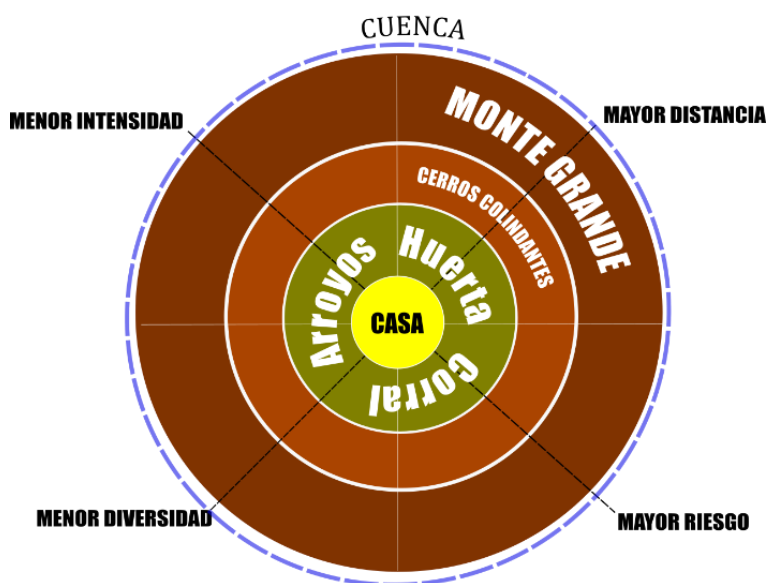 CUENCA
MENOR INTENSIDAD
MAYOR DISTANCIA
MONTE GRANDE
CERROS COLINDANTES
Arroyos
Huerta
CASA
Corral
MENOR DIVERSIDAD
MAYOR RIESGO